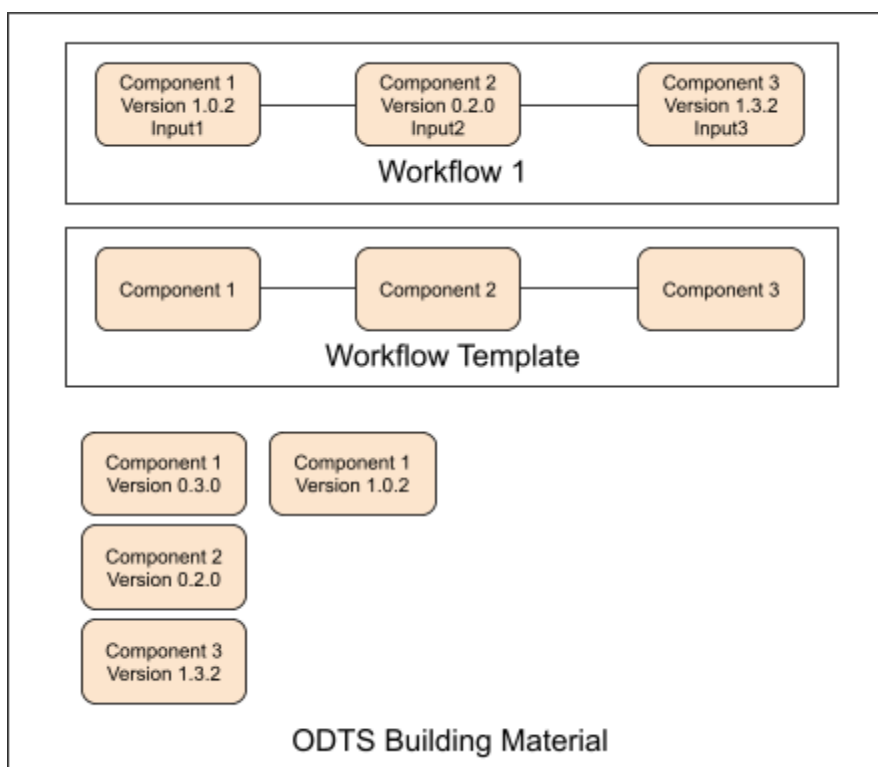 Component 1
Version 1.0.2
Input1
Component 2
Version 0.2.0
Input2
Component 3
Version 1.3.2
Input3
Workflow 1
Component 1
Component 2
Component 3
Workflow Template
Component 1
Version 0.3.0
Component 1
Version 1.0.2
Component 2
Version 0.2.0
Component 3
Version 1.3.2
ODTS Building Material